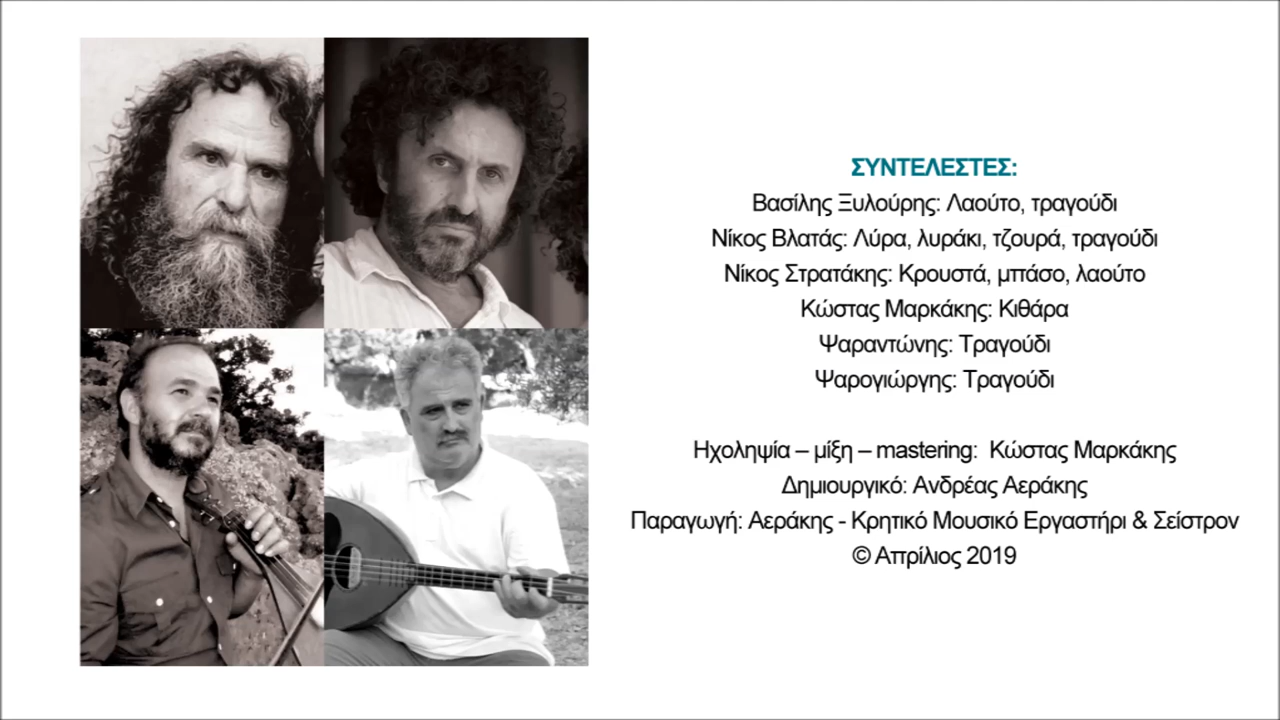 ΣΥΝΤΕΛΕΣΤΕΣ:
Βασίλης Ξυλούρης: Λαούτο, τραγούδι
Νίκος Βλατάς: Λύρα, λυράκι, τζουρά, τραγούδι
Νίκος Στρατάκης: Κρουστά, μπάσο, λαούτο
Κώστας Μαρκάκης: Κιθάρα
Ψαραντώνης: Τραγούδι
Ψαρογιώργης: Τραγούδι
Ηχοληψία – μίξη – mastering: Κώστας Μαρκάκης
Δημιουργικό: Ανδρέας Αεράκης
Παραγωγή: Αεράκης - Κρητικό Μουσικό Εργαστήρι & Σείστρον
© Απρίλιος 2019